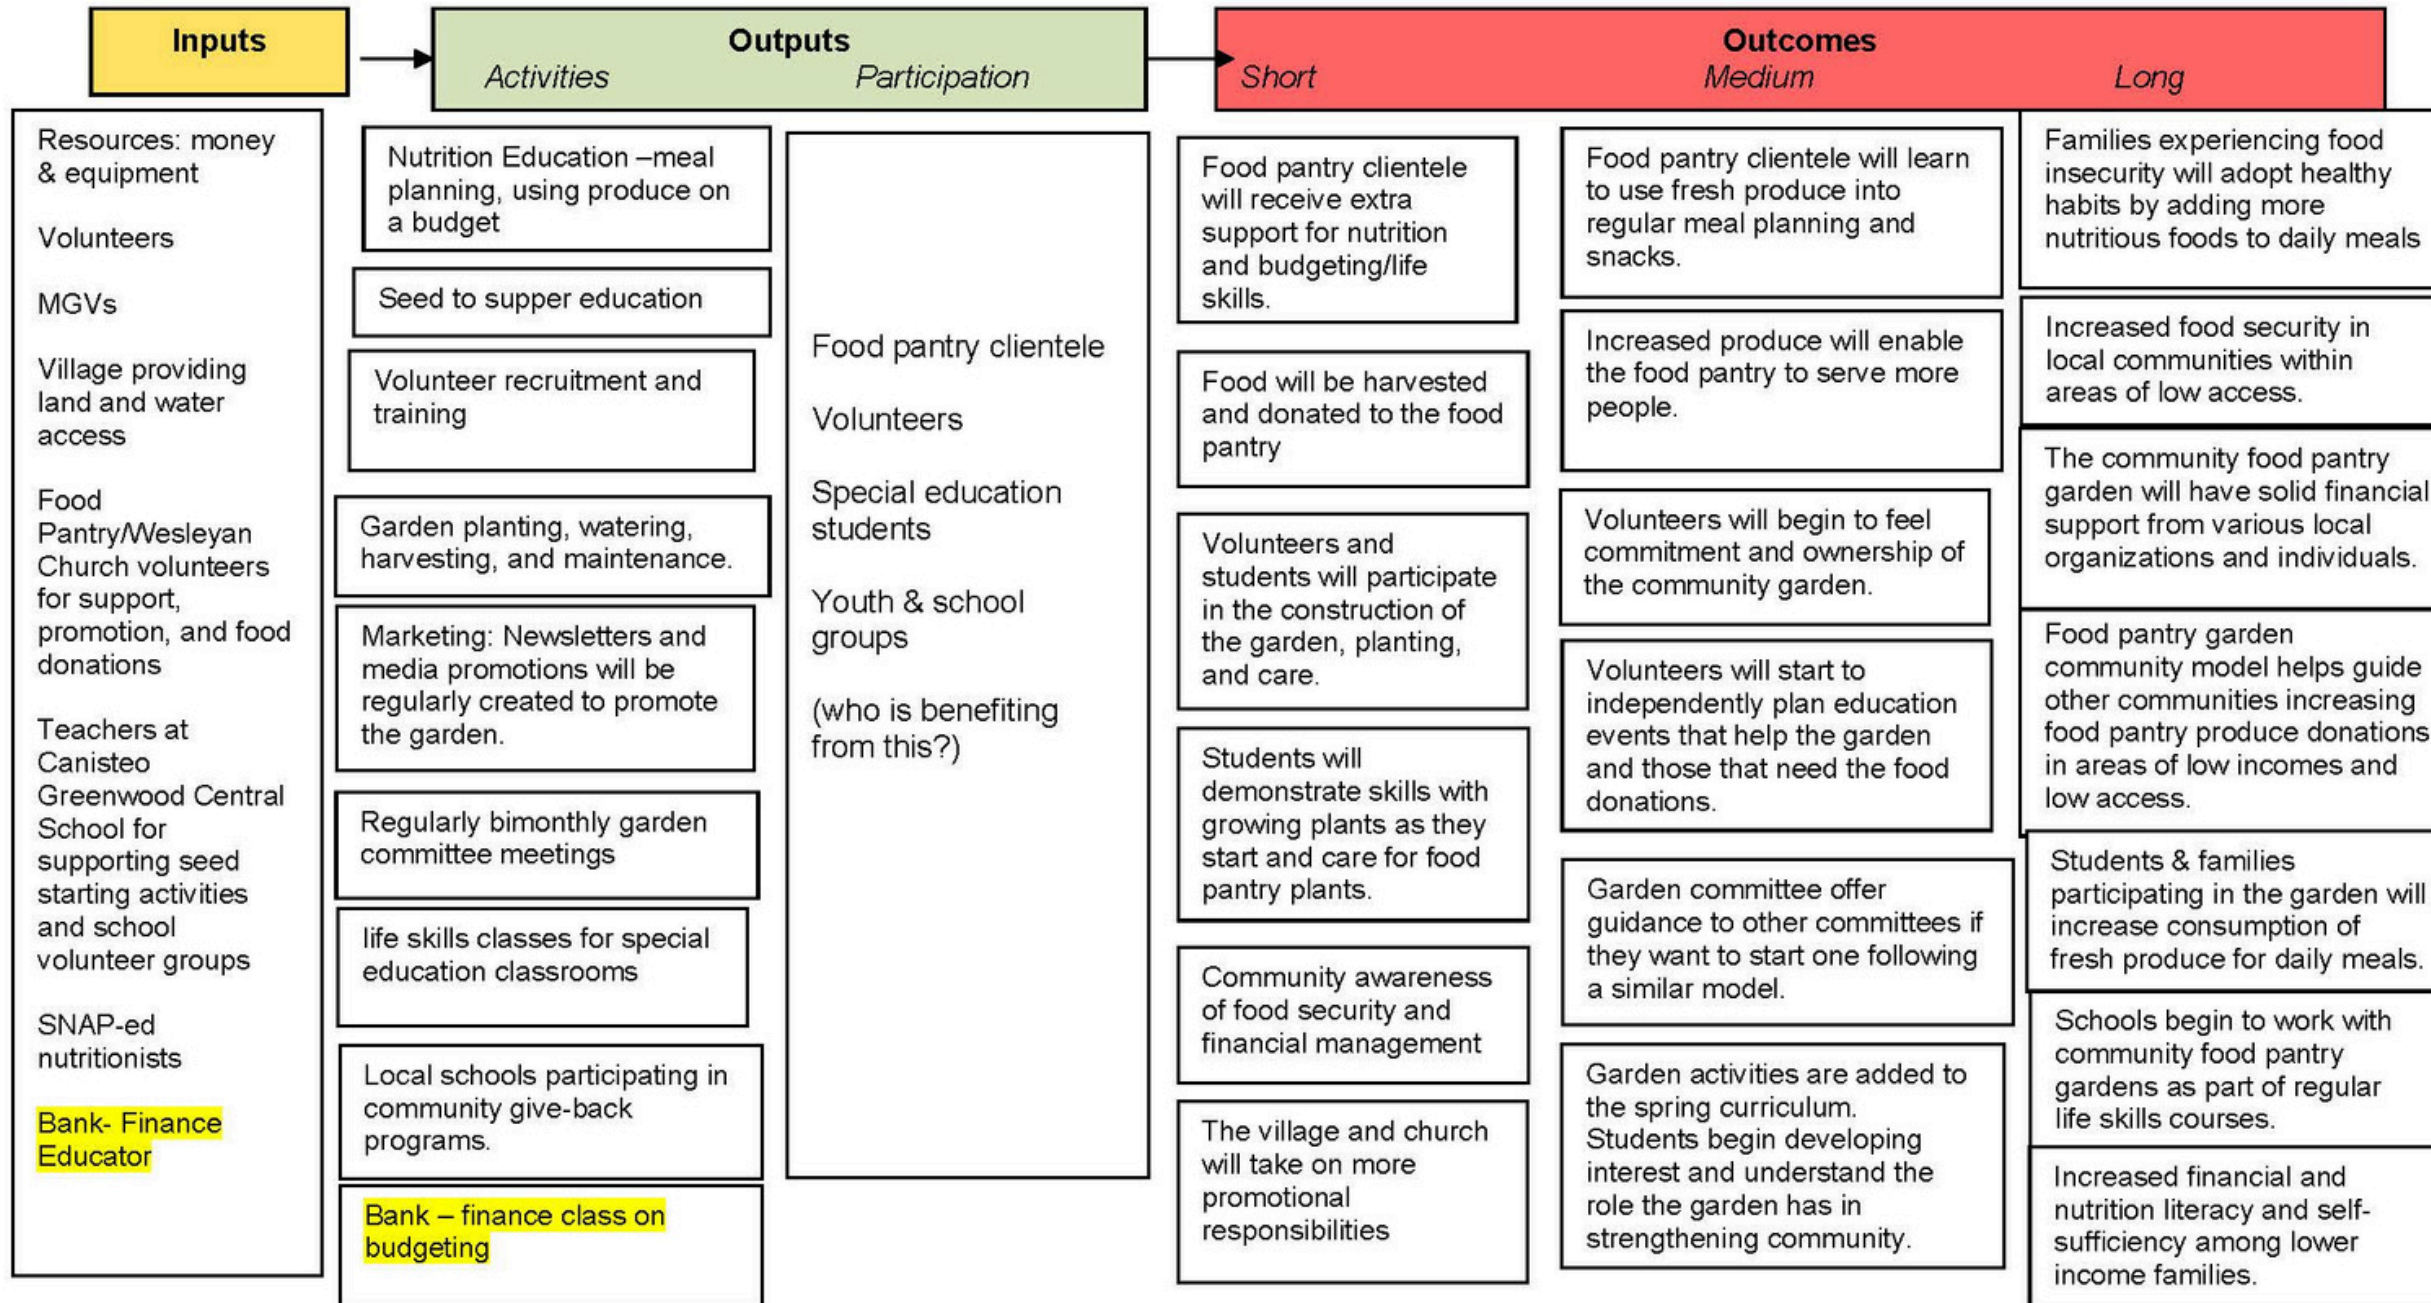 Inputs
Outputs
Activities Participation
Outcomes
Short Medium Long
Resources: money
& equipment
Volunteers
MGVs
Village providing
land and water
access
Food
Pantry/Wesleyan
Church volunteers
for support,
promotion, and food
donations
Teachers at
Canisteo
Greenwood Central
School for
supporting seed
starting activities
and school
volunteer groups
SNAP-ed
nutritionists
Bank- Finance
Educator
Nutrition Education –meal
planning, using produce on
a budget
Seed to supper education
Volunteer recruitment and
training
Garden planting, watering,
harvesting, and maintenance.
Marketing: Newsletters and
media promotions will be
regularly created to promote
the garden.
Regularly bimonthly garden
committee meetings
life skills classes for special
education classrooms
Local schools participating in
community give-back
programs.
Bank – finance class on
budgeting
Food pantry clientele
Volunteers
Special education
students
Youth & school
groups
(who is benefiting
from this?)
Food pantry clientele
will receive extra
support for nutrition
and budgeting/life
skills.
Food will be harvested
and donated to the food
pantry
Volunteers and
students will participate
in the construction of
the garden, planting,
and care.
Students will
demonstrate skills with
growing plants as they
start and care for food
pantry plants.
Community awareness
of food security and
financial management
The village and church
will take on more
promotional
responsibilities
Food pantry clientele will learn
to use fresh produce into
regular meal planning and
snacks.
Increased produce will enable
the food pantry to serve more
people.
Volunteers will begin to feel
commitment and ownership of
the community garden.
Volunteers will start to
independently plan education
events that help the garden
and those that need the food
donations.
Garden committee offer
guidance to other committees if
they want to start one following
a similar model.
Garden activities are added to
the spring curriculum.
Students begin developing
interest and understand the
role the garden has in
strengthening community.
Families experiencing food
insecurity will adopt healthy
habits by adding more
nutritious foods to daily meals
Increased food security in
local communities within
areas of low access.
The community food pantry
garden will have solid financial
support from various local
organizations and individuals.
Food pantry garden
community model helps guide
other communities increasing
food pantry produce donations
in areas of low incomes and
low access.
Students & families
participating in the garden will
increase consumption of
fresh produce for daily meals.
Schools begin to work with
community food pantry
gardens as part of regular
life skills courses.
Increased financial and
nutrition literacy and self-
sufficiency among lower
income families.